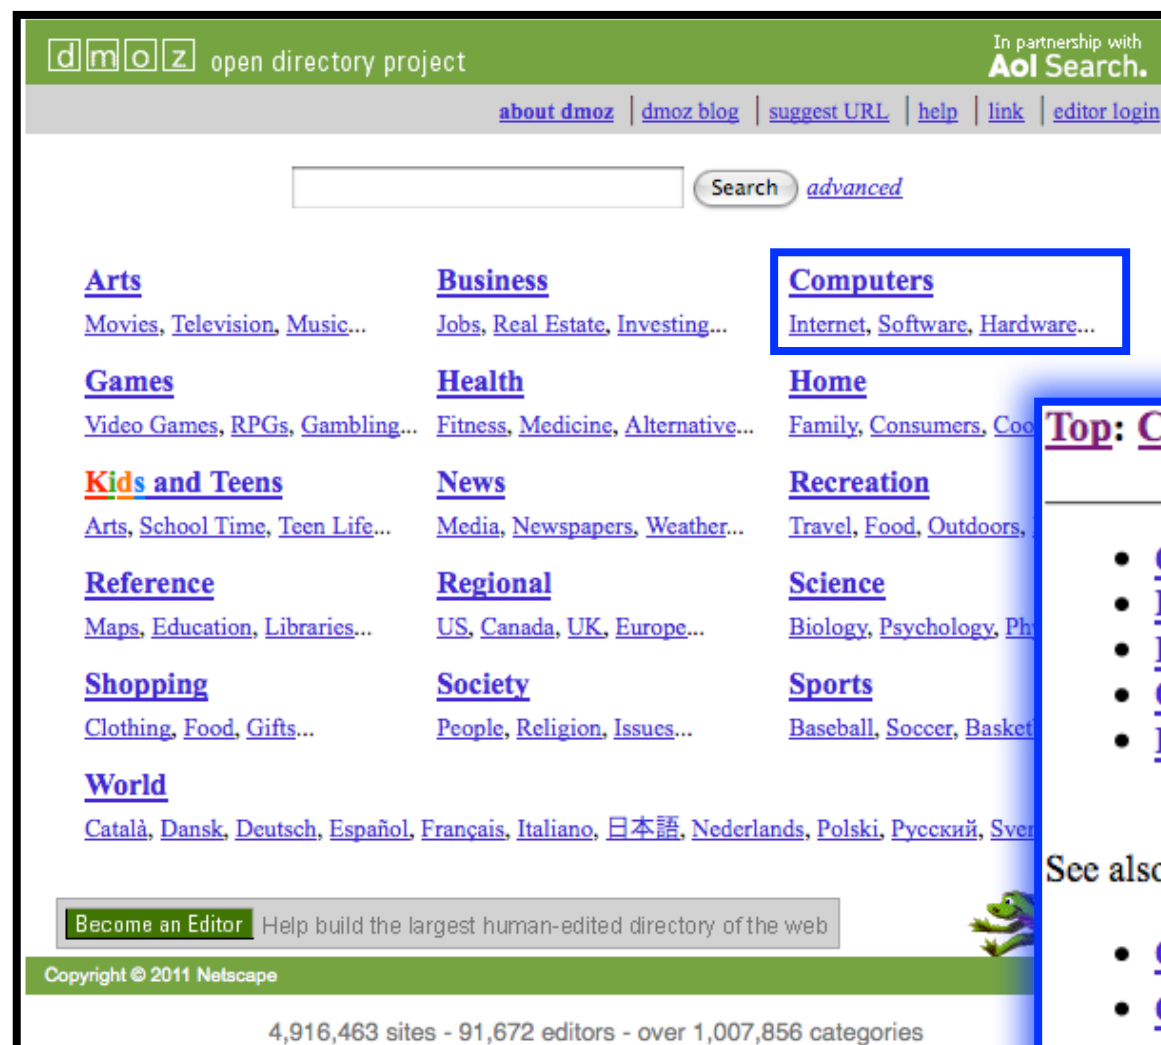 dmoz open directory project
In partnership with
Aol Search.
about dmoz | dmoz blog | suggest URL | help | link | editor login
Search advanced
Arts
Movies, Television, Music...
Business
Jobs, Real Estate, Investing...
Computers
Internet, Software, Hardware...
Games
Video Games, RPGs, Gambling...
Health
Fitness, Medicine, Alternative...
Home
Family, Consumers,
Kids and Teens
Arts, School Time, Teen Life...
News
Media, Newspapers, Weather...
Recreation
Travel, Food, Outdoors,
Reference
Maps, Education, Libraries...
Regional
US, Canada, UK, Europe...
Science
Biology, Psychology,
Shopping
Clothing, Food, Gifts...
Society
People, Religion, Issues...
Sports
Baseball, Soccer,
World
Català, Dansk, Deutsch, Español, Français, Italiano, 日本語, Nederlands, Polski, Русский,
Top:
See also
Become an Editor Help build the largest human-edited directory of the web
Copyright © 2011 Netscape
4,916,463 sites - 91,672 editors - over 1,007,856 categories